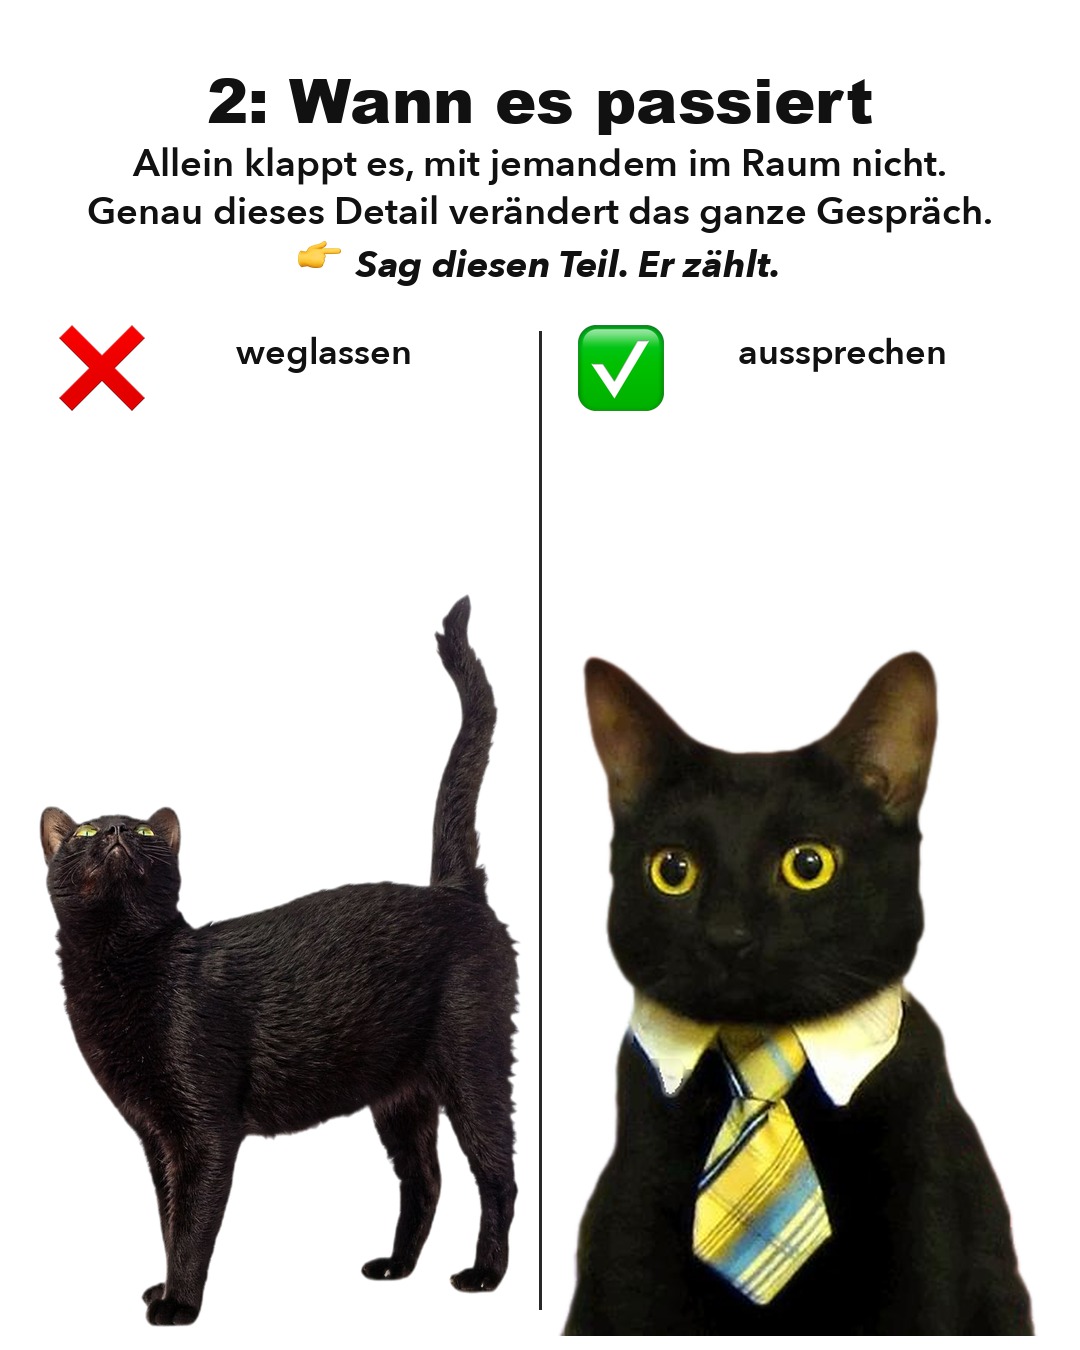 2: Wann es passiert
Allein klappt es, mit jemandem im Raum nicht.
Genau dieses Detail verändert das ganze Gespräch.
👉 Sag diesen Teil. Er zählt.
❌ weglassen
✅ aussprechen